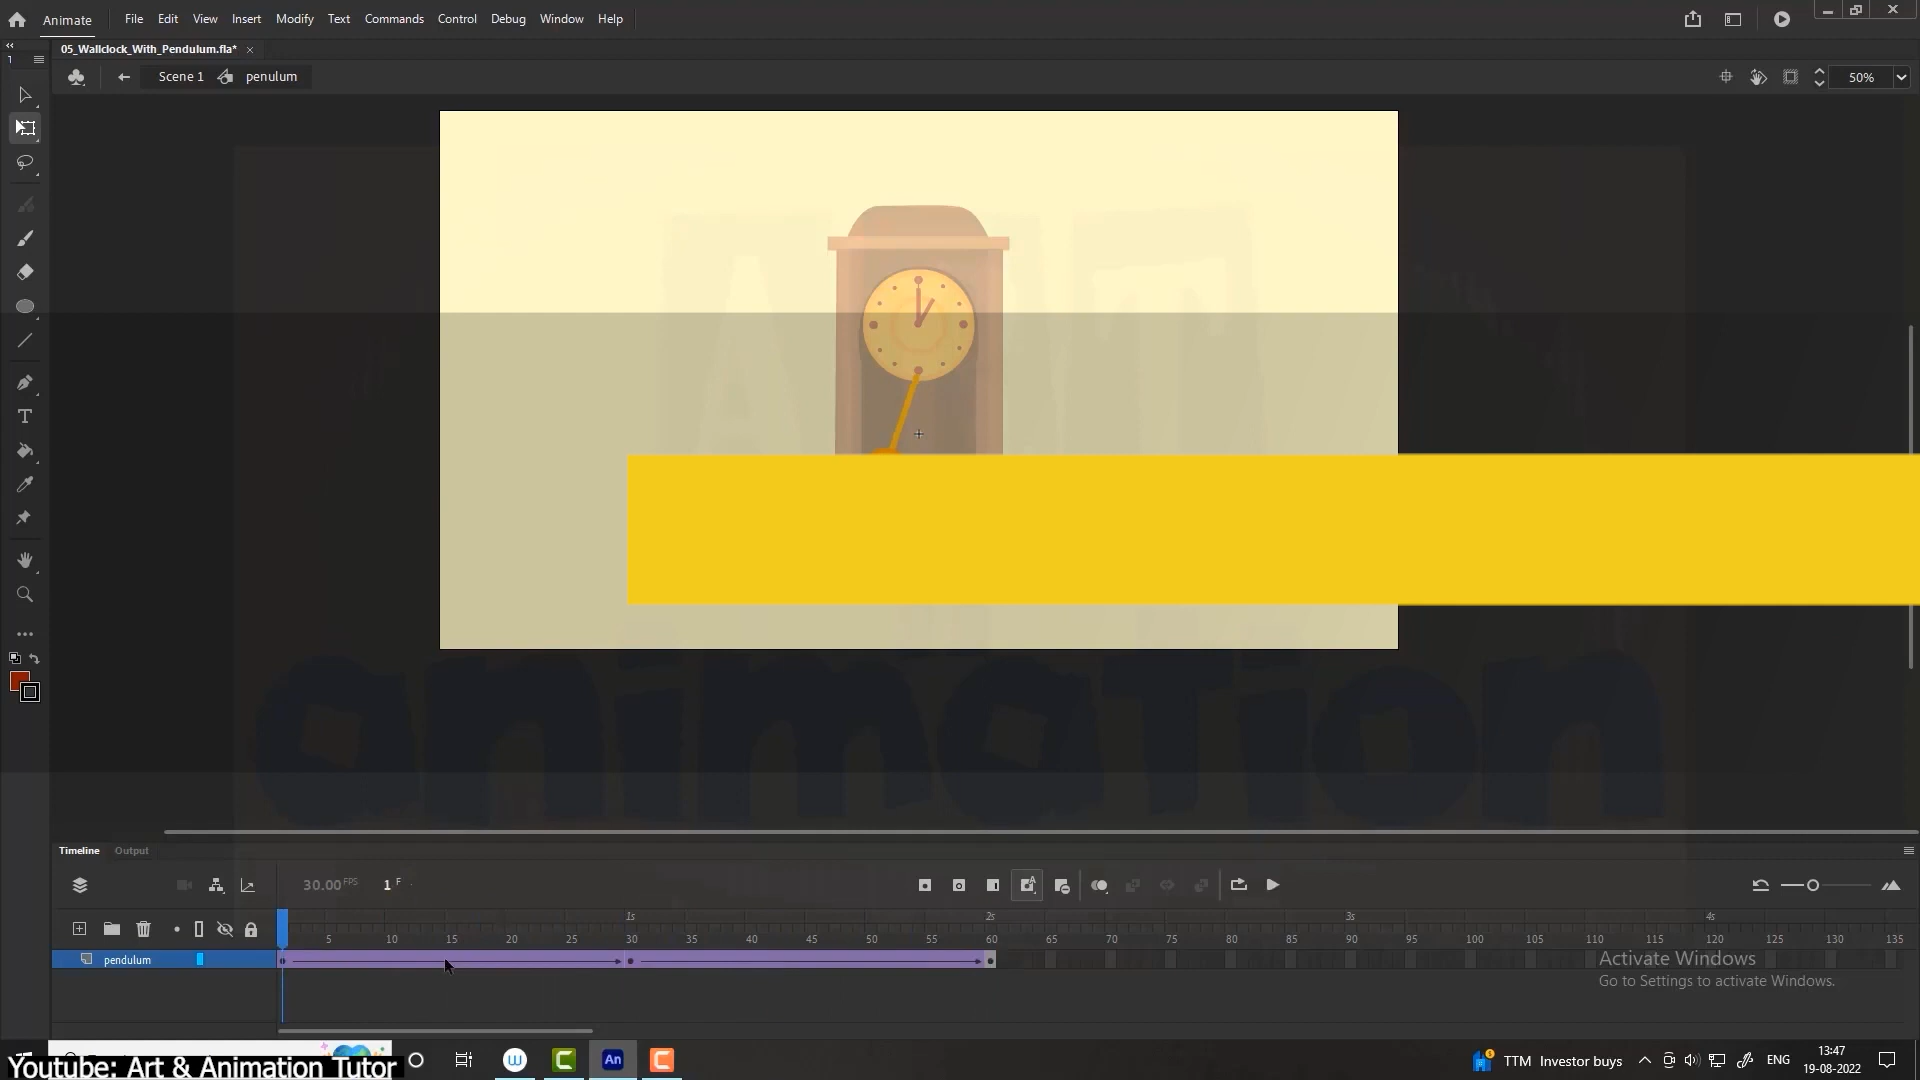 Animate File Edit View Insert Modify Text Commands Control Debug Window Help
05_Wallclock_With_Pendulum.fla* ×
Scene 1 penulum 50%
ART
animation
Timeline Output
30.00 FPS 1 F
1s 2s 3s 4s
5 10 15 20 25 30 35 40 45 50 55 60 65 70 75 80 85 90 95 100 105 110 115 120 125 130 135
pendulum
Activate Windows
Go to Settings to activate Windows.
Youtube: Art & Animation Tutor
An
TTM Investor buys
ENG
13:47
19-08-2022